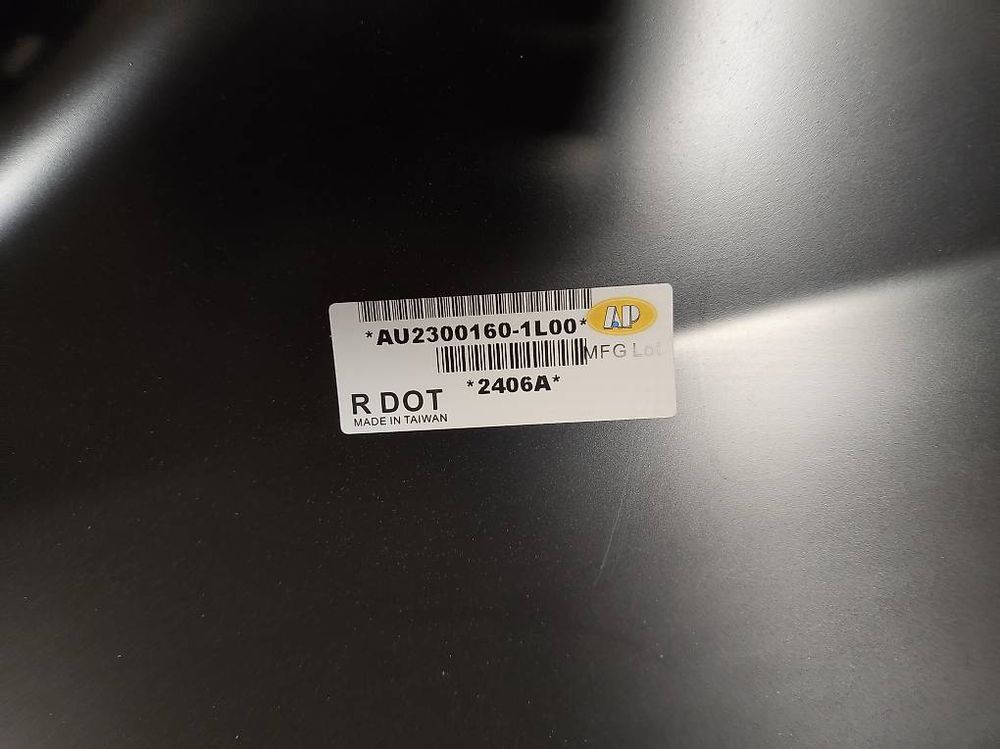 *AU2300160-1L00*
AP
MFG Lot
*2406A*
R DOT
MADE IN TAIWAN